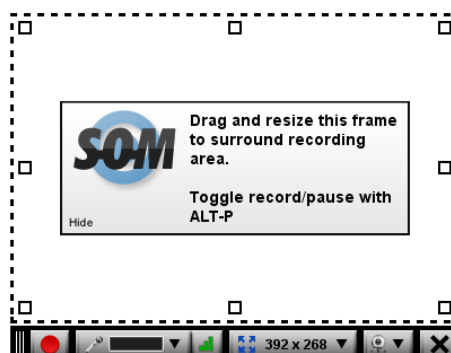 SOM
Drag and resize this frame
to surround recording
area.
Toggle record/pause with
ALT-P
Hide
392 x 268